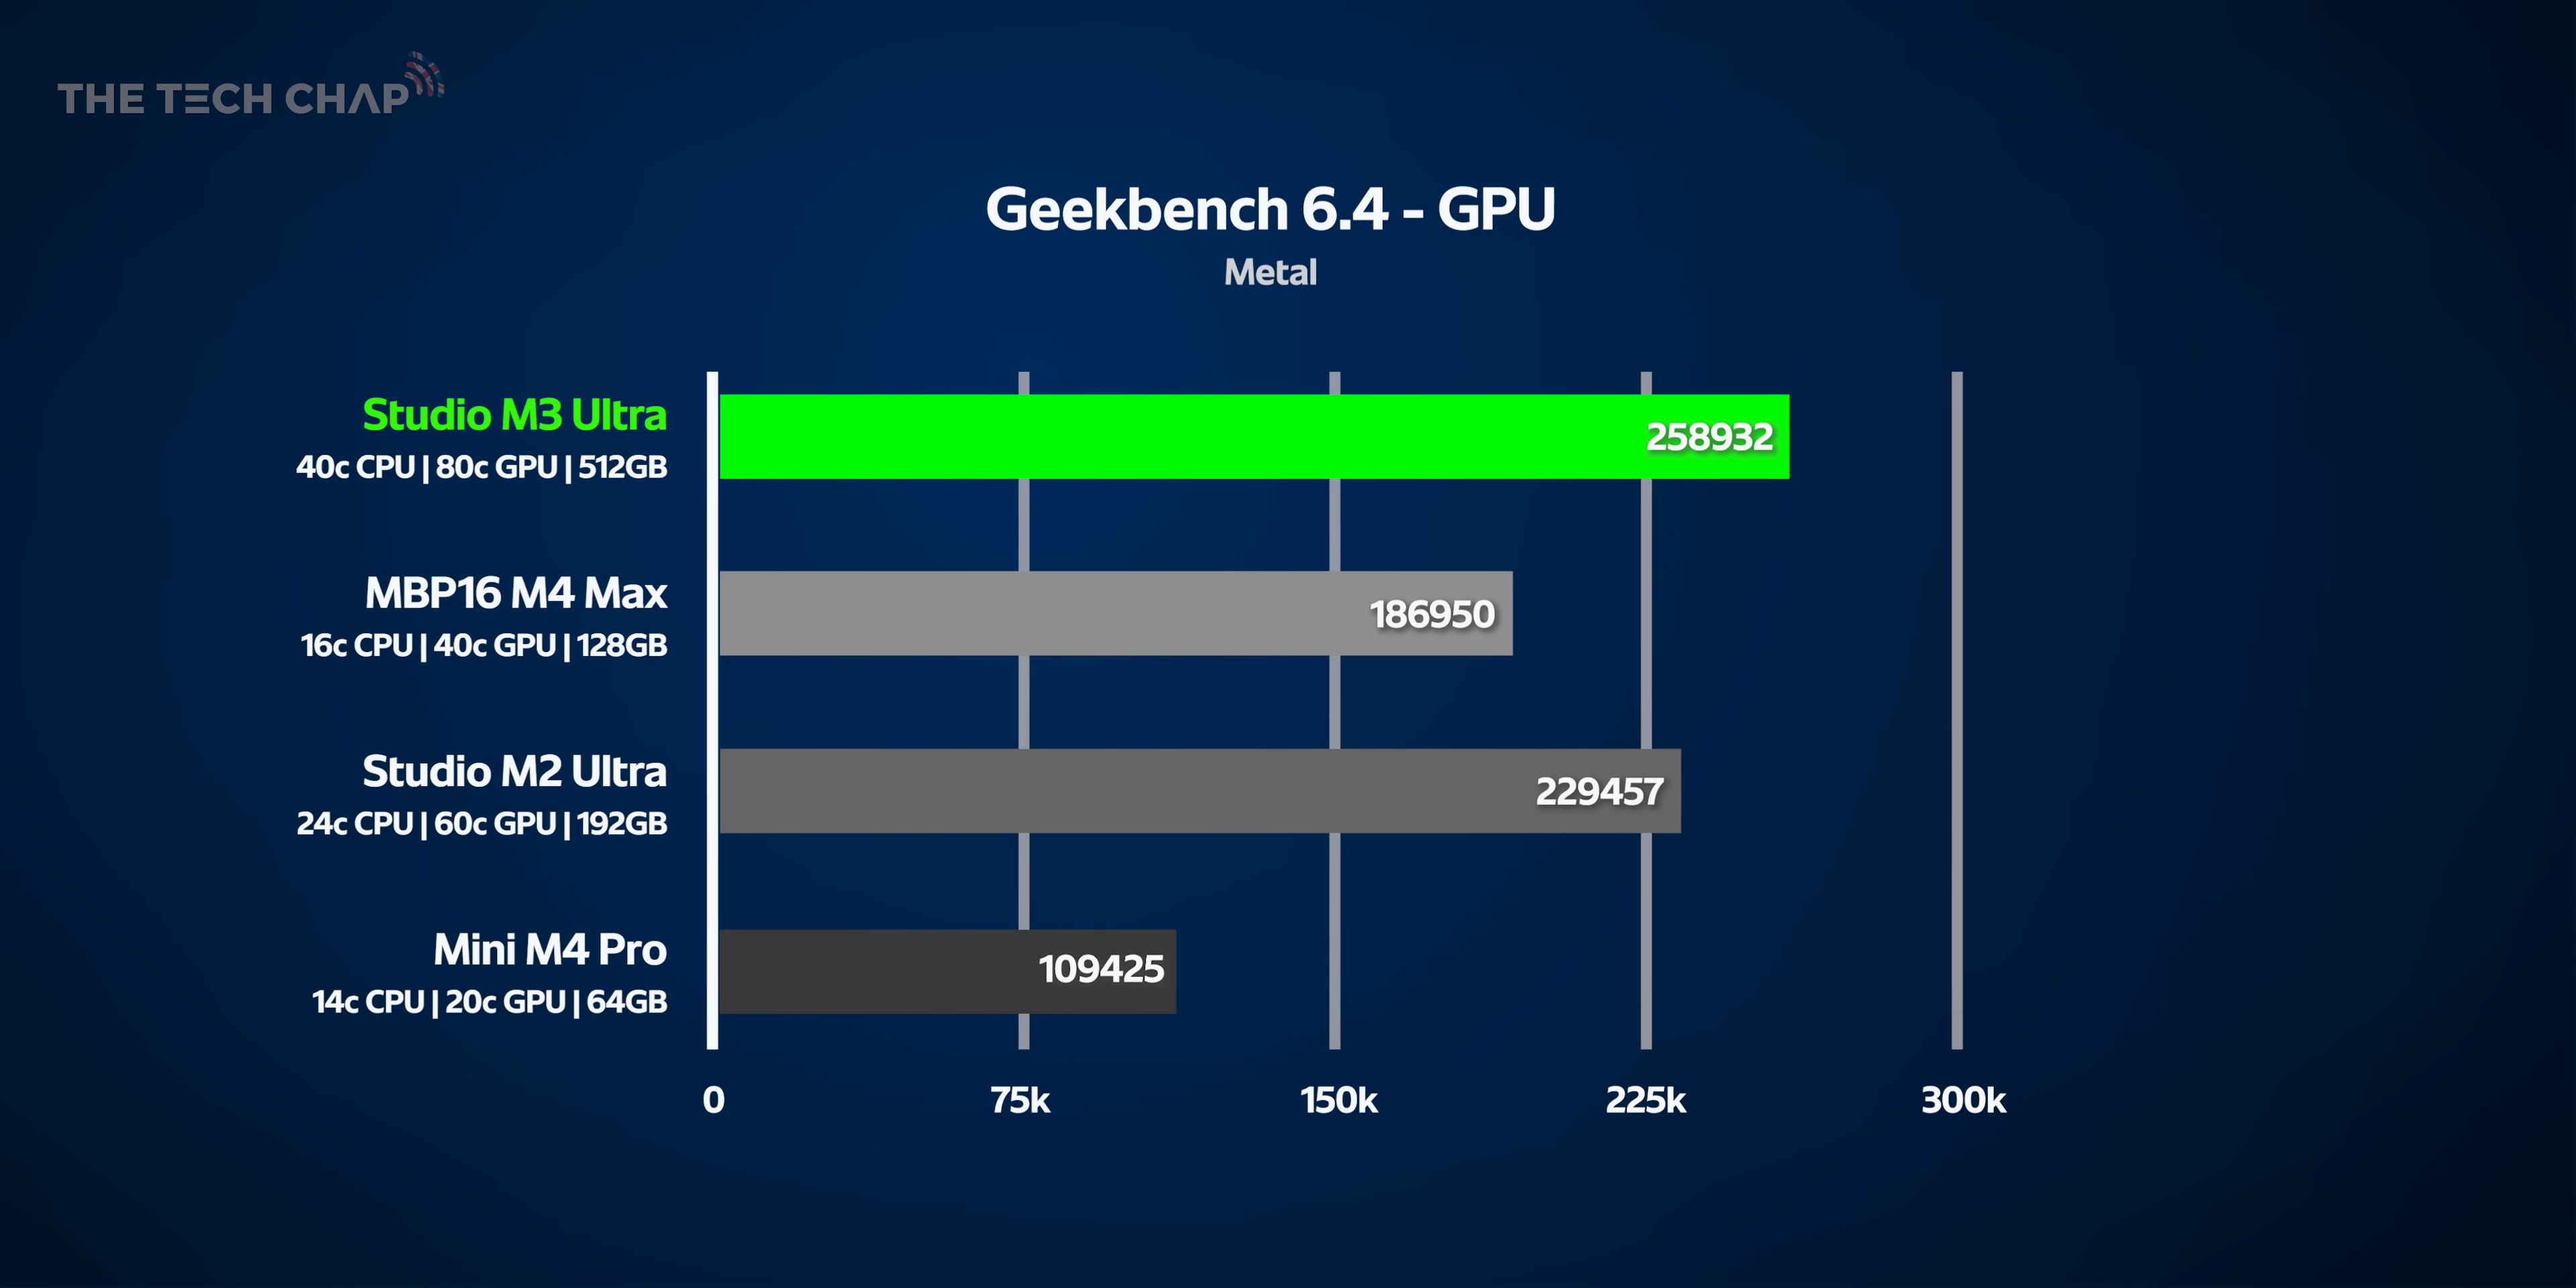 THE TECH CHAP
Geekbench 6.4 - GPU
Metal
Studio M3 Ultra
40c CPU | 80c GPU | 512GB
258932
MBP16 M4 Max
16c CPU | 40c GPU | 128GB
186950
Studio M2 Ultra
24c CPU | 60c GPU | 192GB
229457
Mini M4 Pro
14c CPU | 20c GPU | 64GB
109425
0 75k 150k 225k 300k